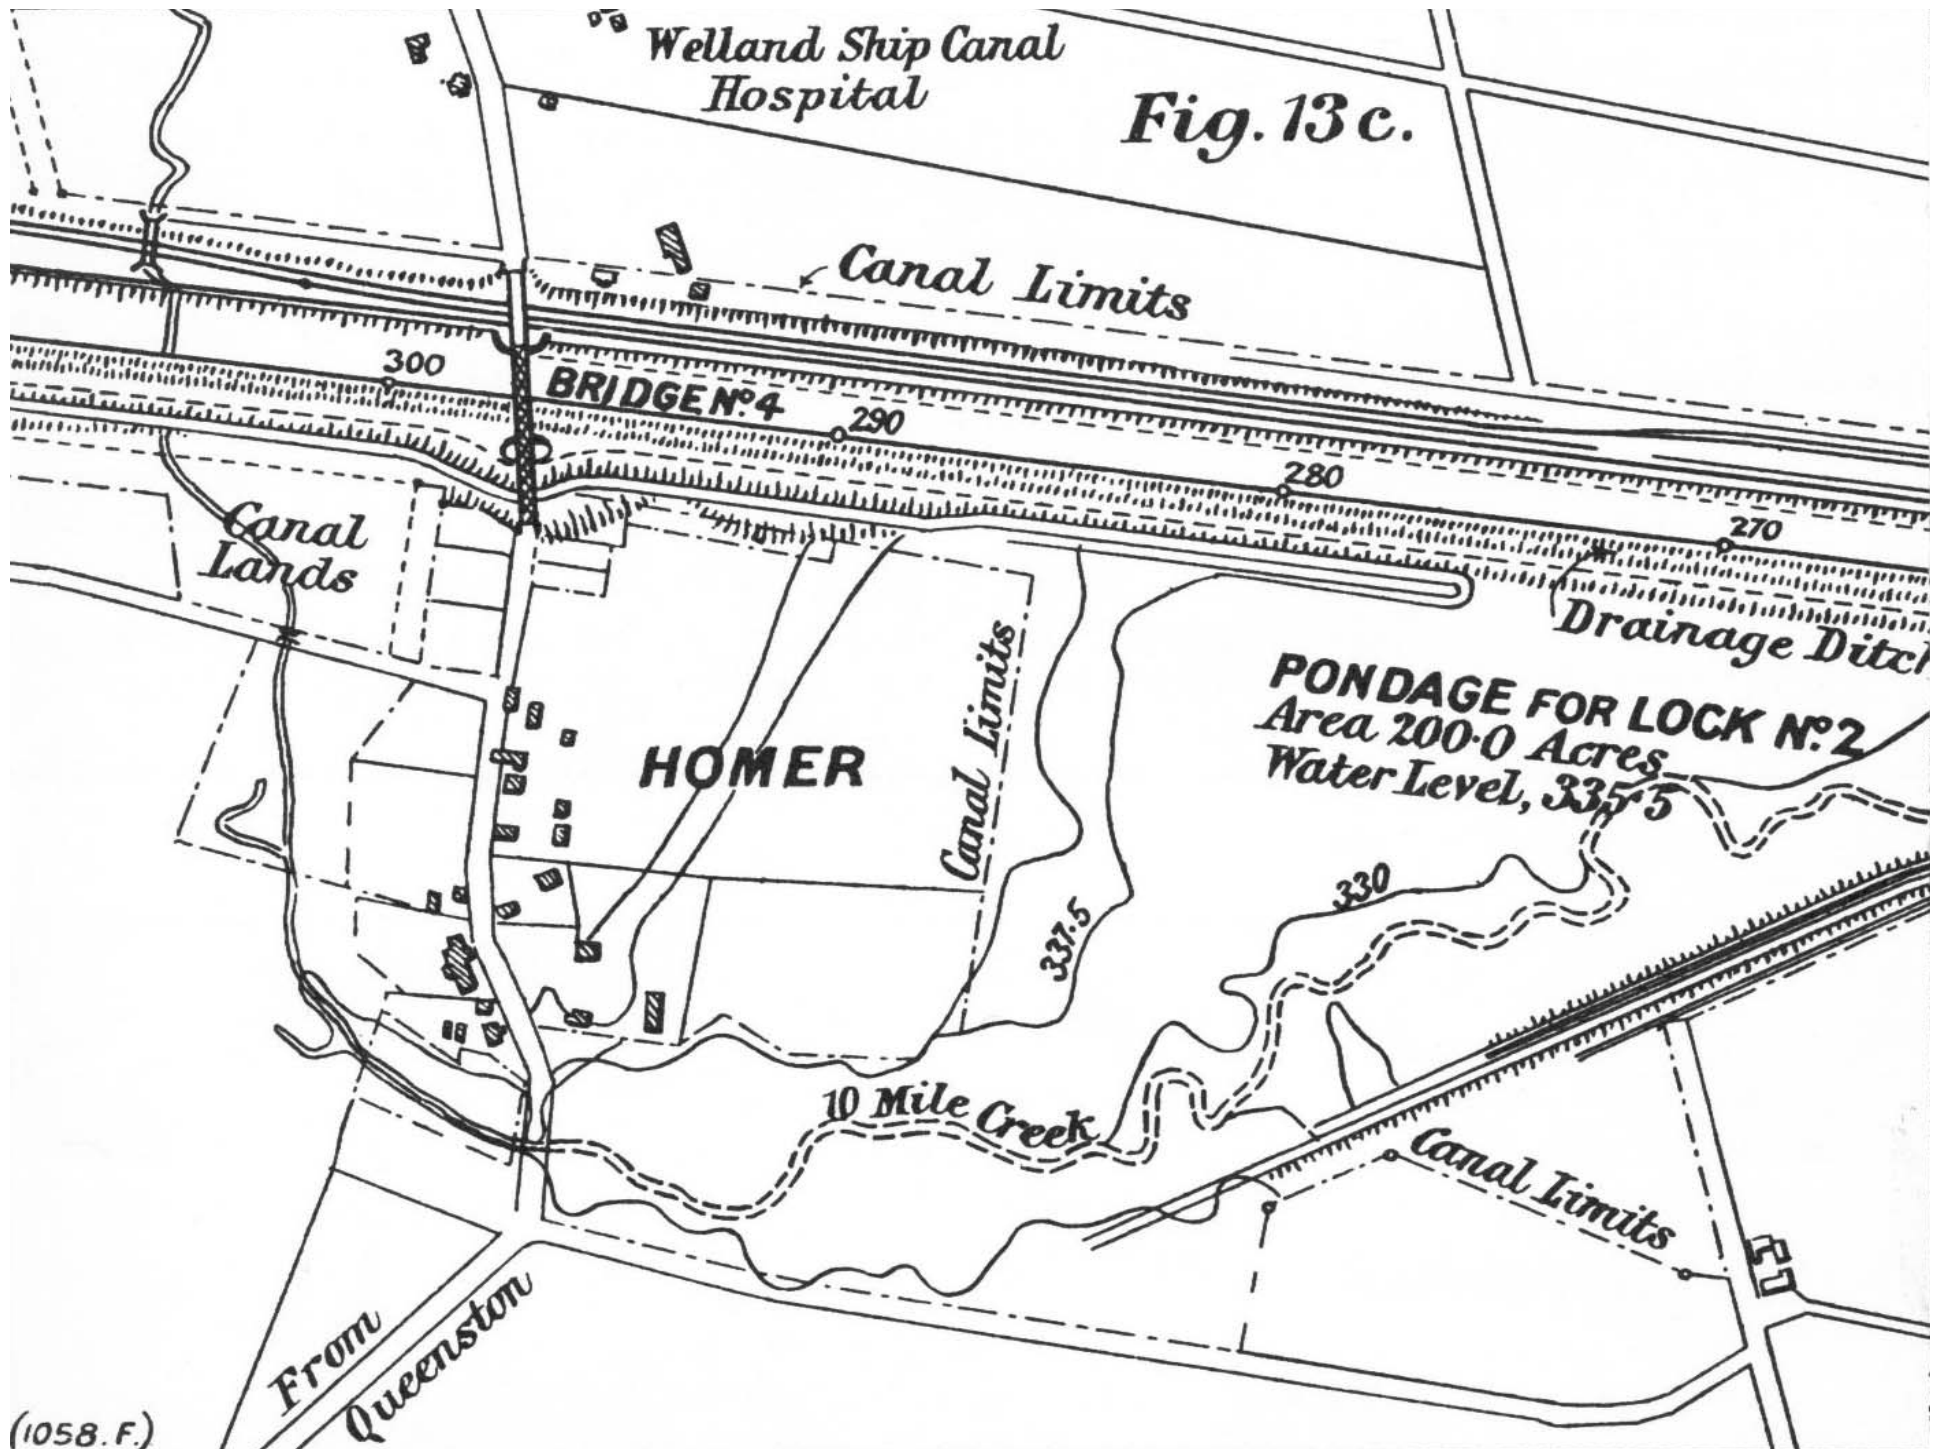 Welland Ship Canal
Hospital
Fig. 13c.
Canal Limits
300
BRIDGE Nº 4
290
280
270
Canal
Lands
Drainage Ditch
Canal Limits
PONDAGE FOR LOCK Nº 2
Area 200·0 Acres
Water Level, 335·5
HOMER
330
337·5
10 Mile Creek
Canal Limits
From
Queenston
(1058.F.)